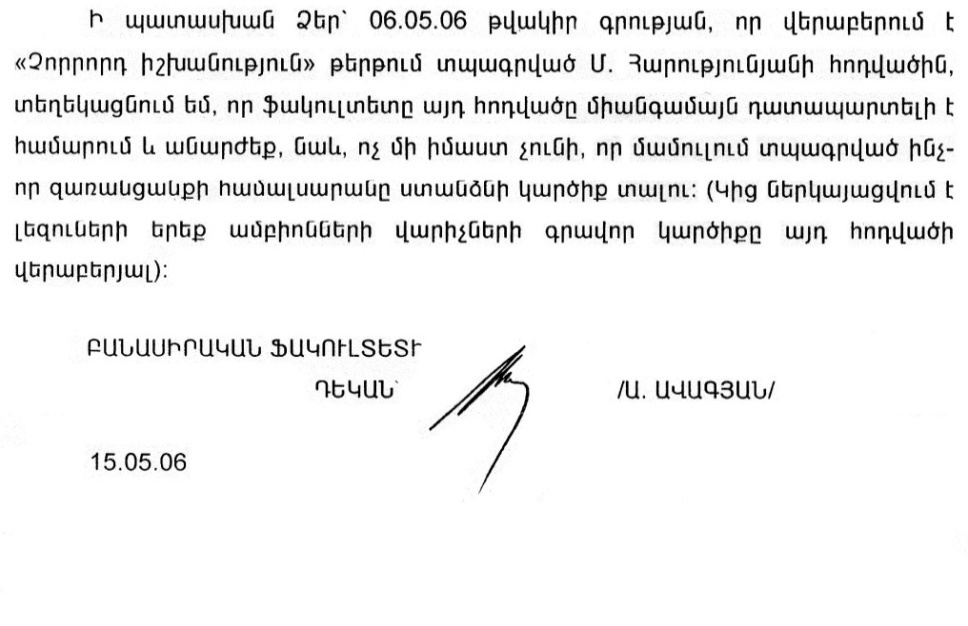 Ի պատասխան Ձեր՝ 06.05.06 թվակիր գրության, որ վերաբերում է
«Չորրորդ իշխանություն» թերթում տպագրված Մ. Հարությունյանի հոդվածին,
տեղեկացնում եմ, որ ֆակուլտետը այդ հոդվածը միանգամայն դատապարտելի է
համարում և անարժեք, նաև, ոչ մի իմաստ չունի, որ մամուլում տպագրված ինչ-
որ զառանցանքի համալսարանը ստանձնի կարծիք տալու: (Կից ներկայացվում է
լեզուների երեք ամբիոնների վարիչների գրավոր կարծիքը այդ հոդվածի
վերաբերյալ):
ԲԱՆԱՍԻՐԱԿԱՆ ՖԱԿՈՒԼՏԵՏԻ
ԴԵԿԱՆ՝ /Ա. ԱՎԱԳՅԱՆ/
15.05.06